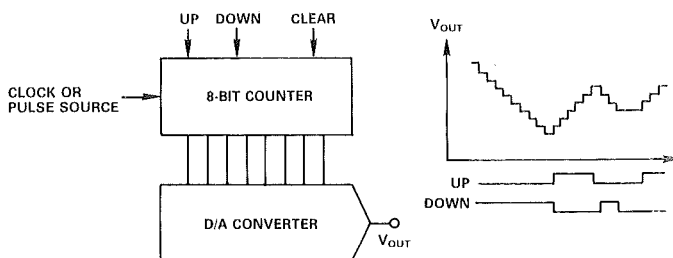 UP DOWN CLEAR
CLOCK OR
PULSE SOURCE
8-BIT COUNTER
D/A CONVERTER
VOUT
VOUT
UP
DOWN